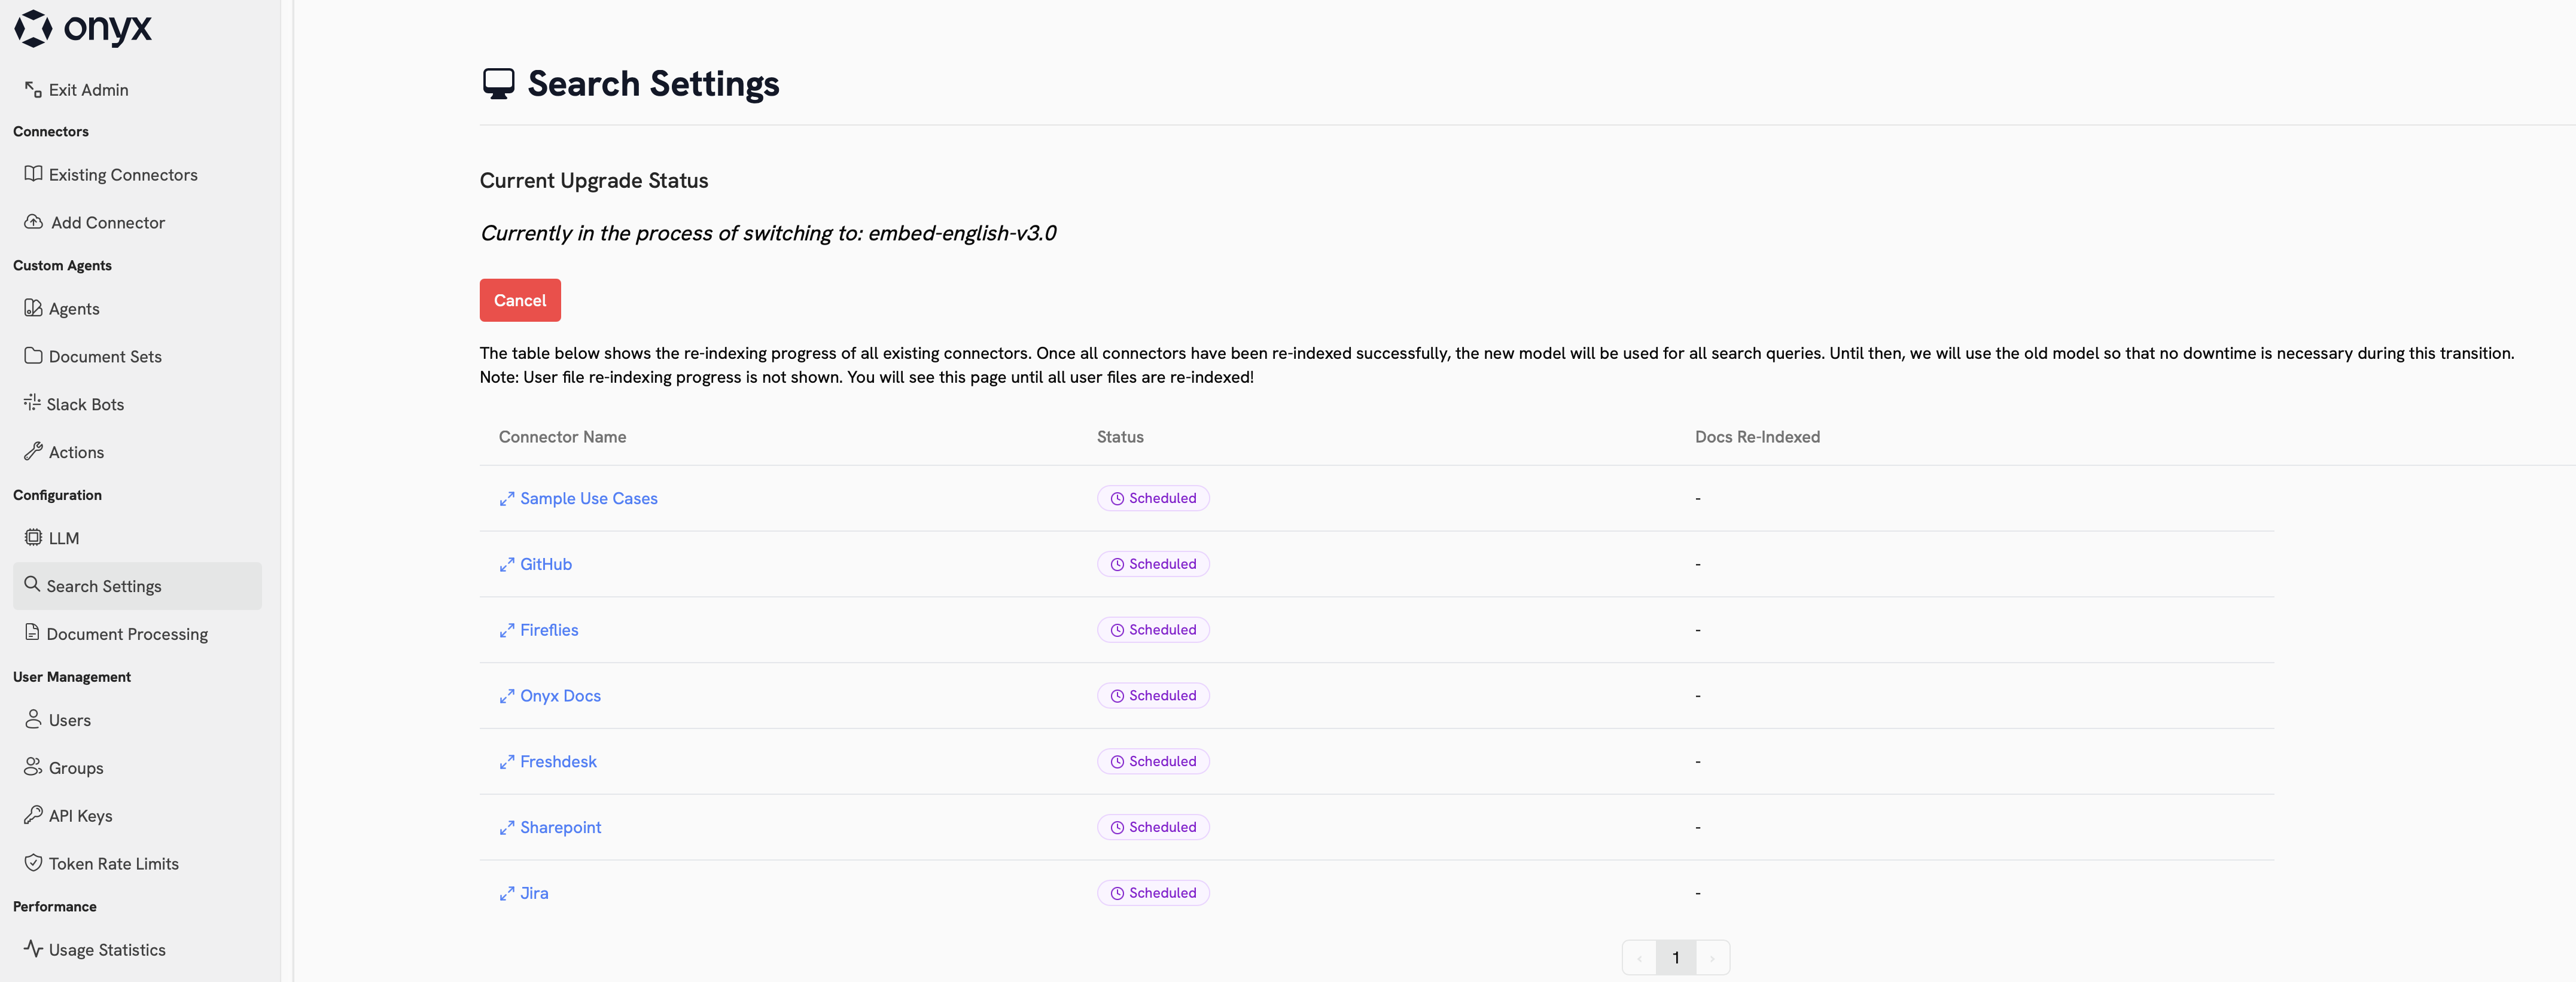 onyx
Exit Admin
Connectors
Existing Connectors
Add Connector
Custom Agents
Agents
Document Sets
Slack Bots
Actions
Configuration
LLM
Search Settings
Document Processing
User Management
Users
Groups
API Keys
Token Rate Limits
Performance
Usage Statistics
Search Settings
Current Upgrade Status
Currently in the process of switching to: embed-english-v3.0
Cancel
The table below shows the re-indexing progress of all existing connectors. Once all connectors have been re-indexed successfully, the new model will be used for all search queries. Until then, we will use the old model so that no downtime is necessary during this transition.
Note: User file re-indexing progress is not shown. You will see this page until all user files are re-indexed!
Connector Name Status Docs Re-Indexed
Sample Use Cases Scheduled -
GitHub Scheduled -
Fireflies Scheduled -
Onyx Docs Scheduled -
Freshdesk Scheduled -
Sharepoint Scheduled -
Jira Scheduled -
‹ 1 ›